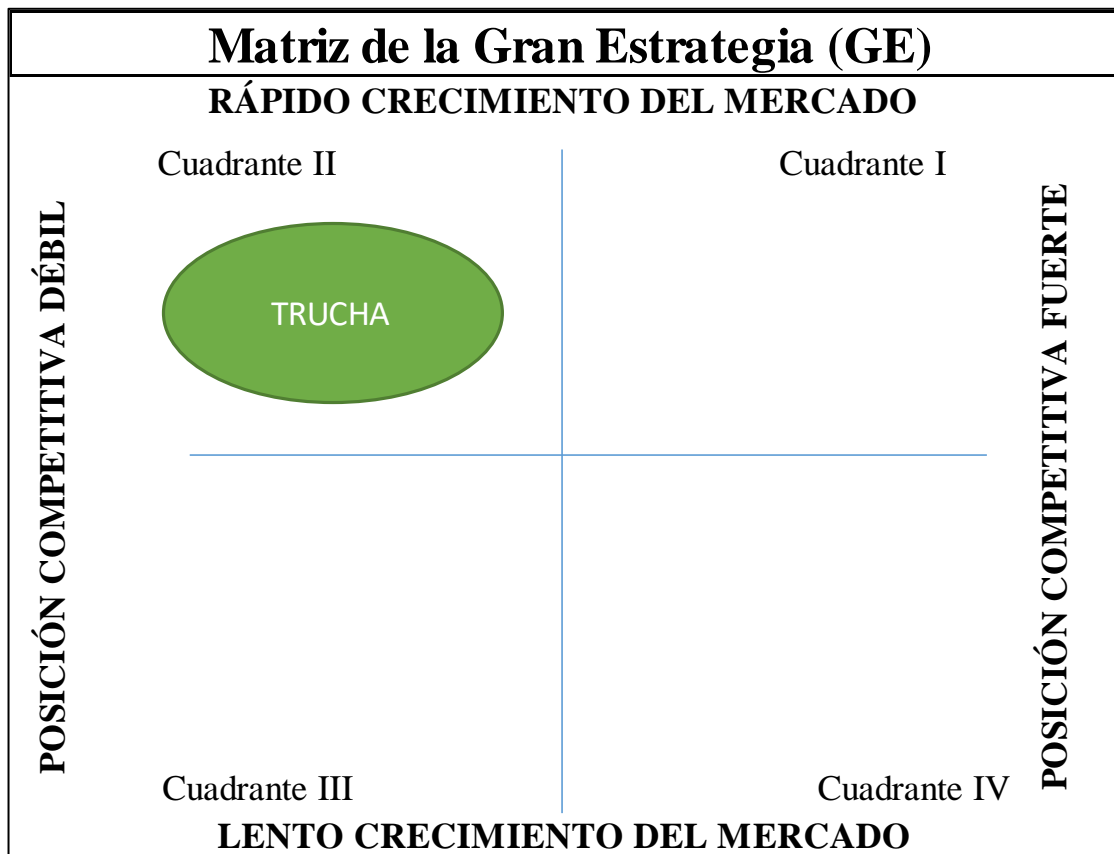 Matriz de la Gran Estrategia (GE)
RÁPIDO CRECIMIENTO DEL MERCADO
Cuadrante II
Cuadrante I
POSICIÓN COMPETITIVA DÉBIL
TRUCHA
POSICIÓN COMPETITIVA FUERTE
Cuadrante III
Cuadrante IV
LENTO CRECIMIENTO DEL MERCADO